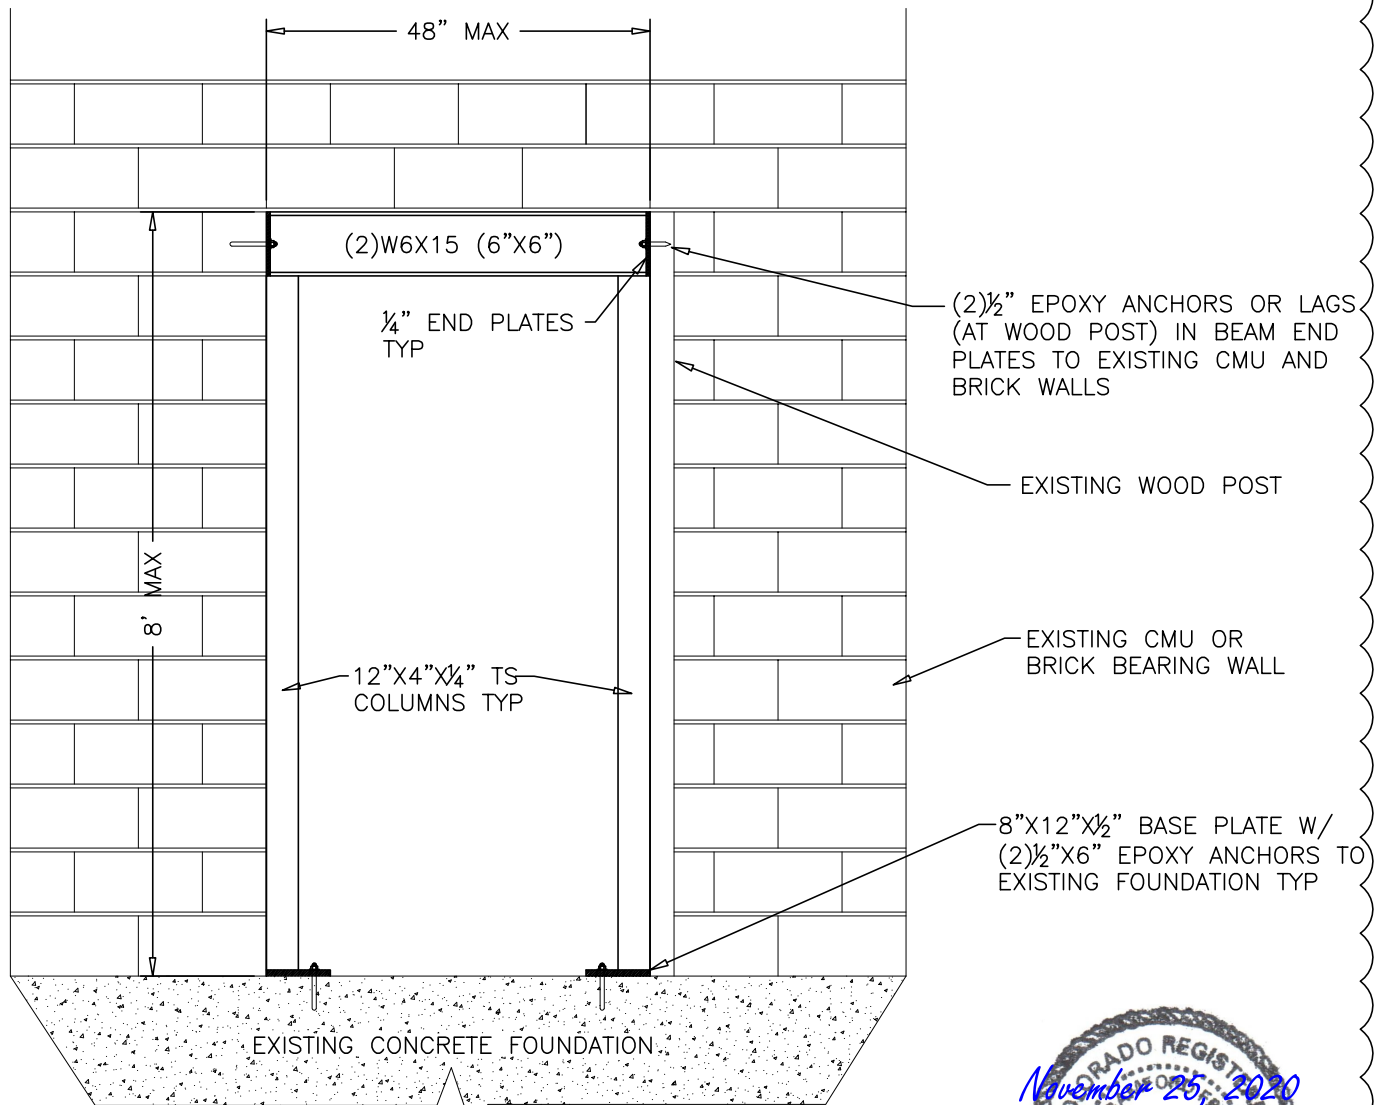 48" MAX
(2)W6X15 (6"X6")
¼" END PLATES
TYP
(2)½" EPOXY ANCHORS OR LAGS
(AT WOOD POST) IN BEAM END
PLATES TO EXISTING CMU AND
BRICK WALLS
EXISTING WOOD POST
8' MAX
EXISTING CMU OR
BRICK BEARING WALL
12"X4"X¼" TS
COLUMNS TYP
8"X12"X½" BASE PLATE W/
(2)½"X6" EPOXY ANCHORS TO
EXISTING FOUNDATION TYP
EXISTING CONCRETE FOUNDATION
November 25, 2020